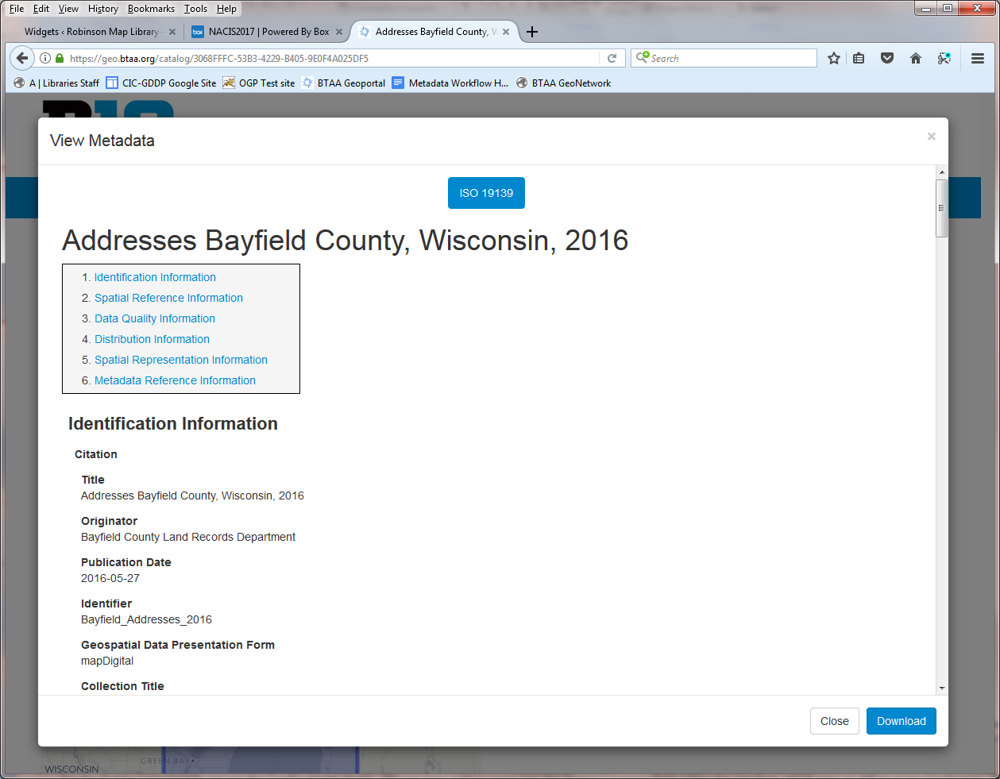 File Edit View History Bookmarks Tools Help
Widgets ‹ Robinson Map Library
NACIS2017 | Powered By Box
Addresses Bayfield County, W
https://geo.btaa.org/catalog/3068FFFC-53B3-4229-B405-9E0F4A025DF5
Search
A | Libraries Staff CIC-GDDP Google Site OGP Test site BTAA Geoportal Metadata Workflow H... BTAA GeoNetwork
View Metadata
ISO 19139
Addresses Bayfield County, Wisconsin, 2016
1. Identification Information
2. Spatial Reference Information
3. Data Quality Information
4. Distribution Information
5. Spatial Representation Information
6. Metadata Reference Information
Identification Information
Citation
Title
Addresses Bayfield County, Wisconsin, 2016
Originator
Bayfield County Land Records Department
Publication Date
2016-05-27
Identifier
Bayfield_Addresses_2016
Geospatial Data Presentation Form
mapDigital
Collection Title
Close Download
GREEN BAY
WISCONSIN